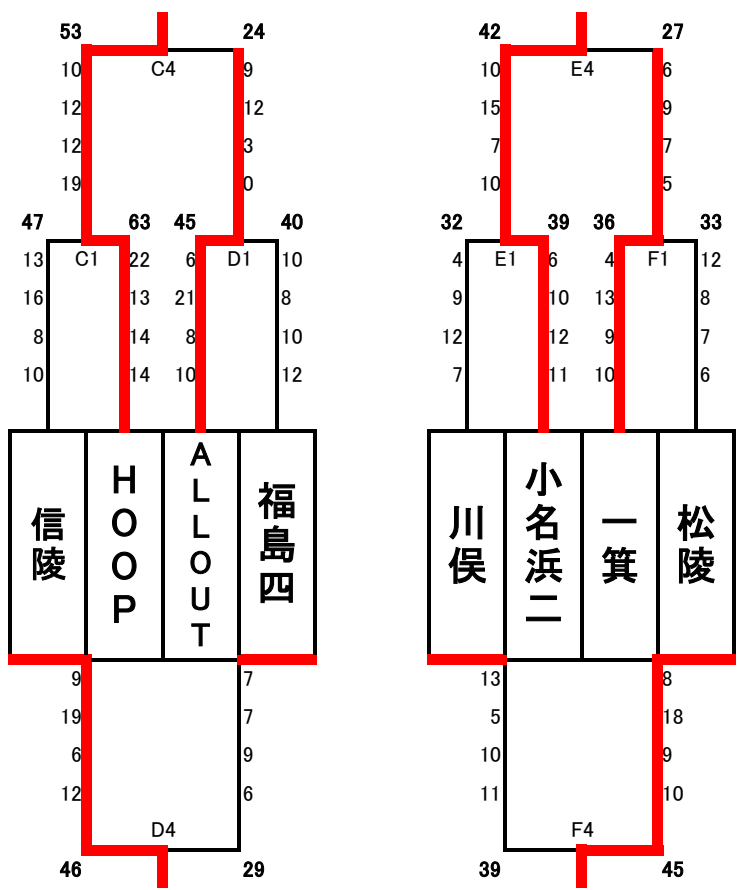 53 24 42 27
10 C4 9 10 E4 6
12 12 15 9
12 3 7 7
19 0 10 5
47 63 45 40 32 39 36 33
13 C1 22 6 D1 10 4 E1 6 4 F1 12
16 13 21 8 9 10 13 8
8 14 8 10 12 12 9 7
10 14 10 12 7 11 10 6
信陵
HOOP
ALLOUT
福島四
川俣
小名浜二
一箕
松陵
9 7 13 8
19 7 5 18
6 9 10 9
12 6 11 10
D4 F4
46 29 39 45